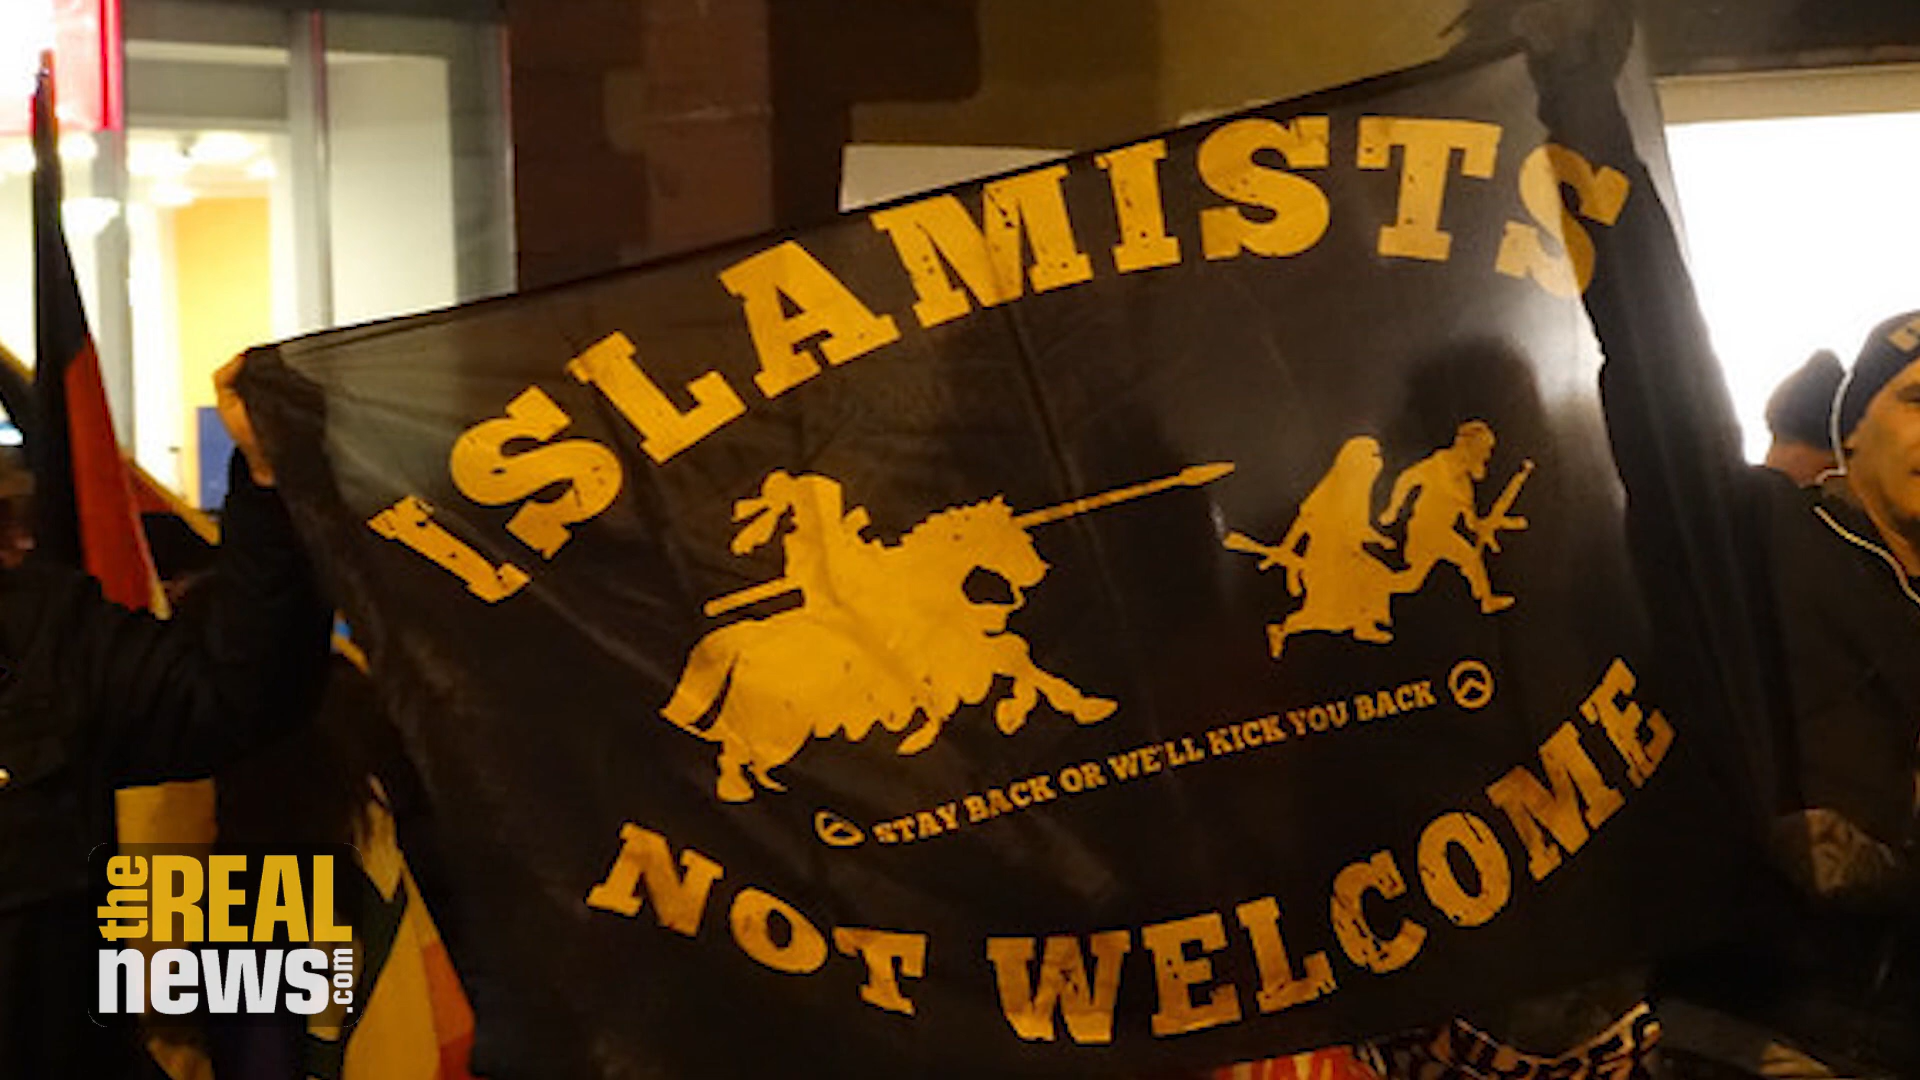 ISLAMISTS
STAY BACK OR WE'LL KICK YOU BACK
NOT WELCOME
the REAL
news.com